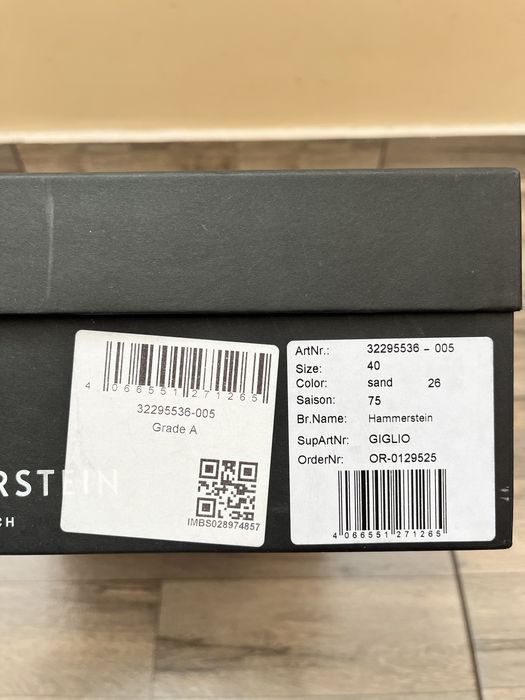 4 066551 271265
32295536-005
Grade A
IMBS028974857
RSTEIN
CH
ArtNr.: 32295536 - 005
Size: 40
Color: sand 26
Saison: 75
Br.Name: Hammerstein
SupArtNr: GIGLIO
OrderNr: OR-0129525
4 066551 271265